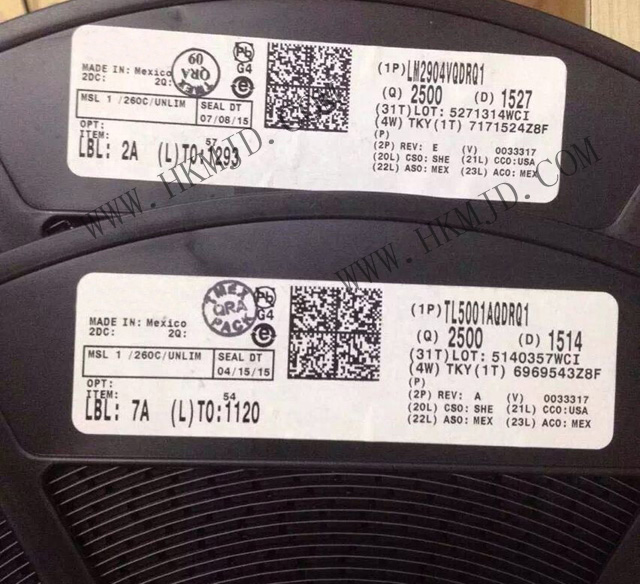 MADE IN: Mexico
2DC: 2Q:
TMEX
QRA
60
Pb
G4
e
MSL 1 /260C/UNLIM SEAL DT
07/08/15
OPT:
ITEM:
57
LBL: 2A (L)TO:1293
(1P) LM2904VQDRQ1
(Q) 2500 (D) 1527
(31T)LOT: 5271314WCI
(4W) TKY(1T) 7171524Z8F
(P)
(2P) REV: E (V) 0033317
(20L) CSO: SHE (21L) CCO:USA
(22L) ASO: MEX (23L) ACO: MEX
WWW.HKMJD.COM
WWW.HKMJD.COM
MADE IN: Mexico
2DC: 2Q:
TMEX
QRA
PACK
Pb
G4
e
MSL 1 /260C/UNLIM SEAL DT
04/15/15
OPT:
ITEM:
54
LBL: 7A (L)TO:1120
(1P) TL5001AQDRQ1
(Q) 2500 (D) 1514
(31T)LOT: 5140357WCI
(4W) TKY(1T) 6969543Z8F
(P)
(2P) REV: A (V) 0033317
(20L) CSO: SHE (21L) CCO:USA
(22L) ASO: MEX (23L) ACO: MEX